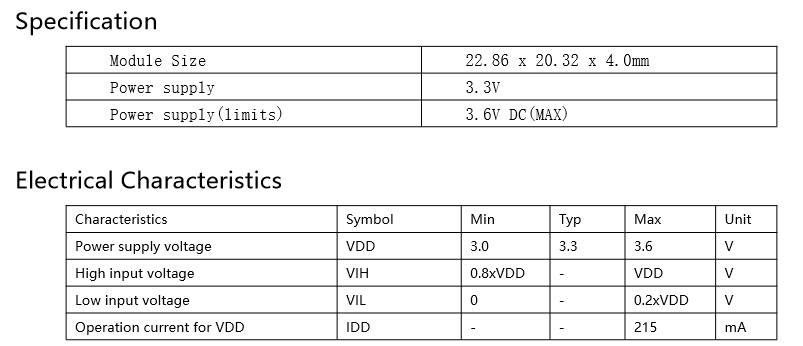 Specification
Module Size 22.86 x 20.32 x 4.0mm
Power supply 3.3V
Power supply(limits) 3.6V DC(MAX)
Electrical Characteristics
Characteristics Symbol Min Typ Max Unit
Power supply voltage VDD 3.0 3.3 3.6 V
High input voltage VIH 0.8xVDD - VDD V
Low input voltage VIL 0 - 0.2xVDD V
Operation current for VDD IDD - - 215 mA